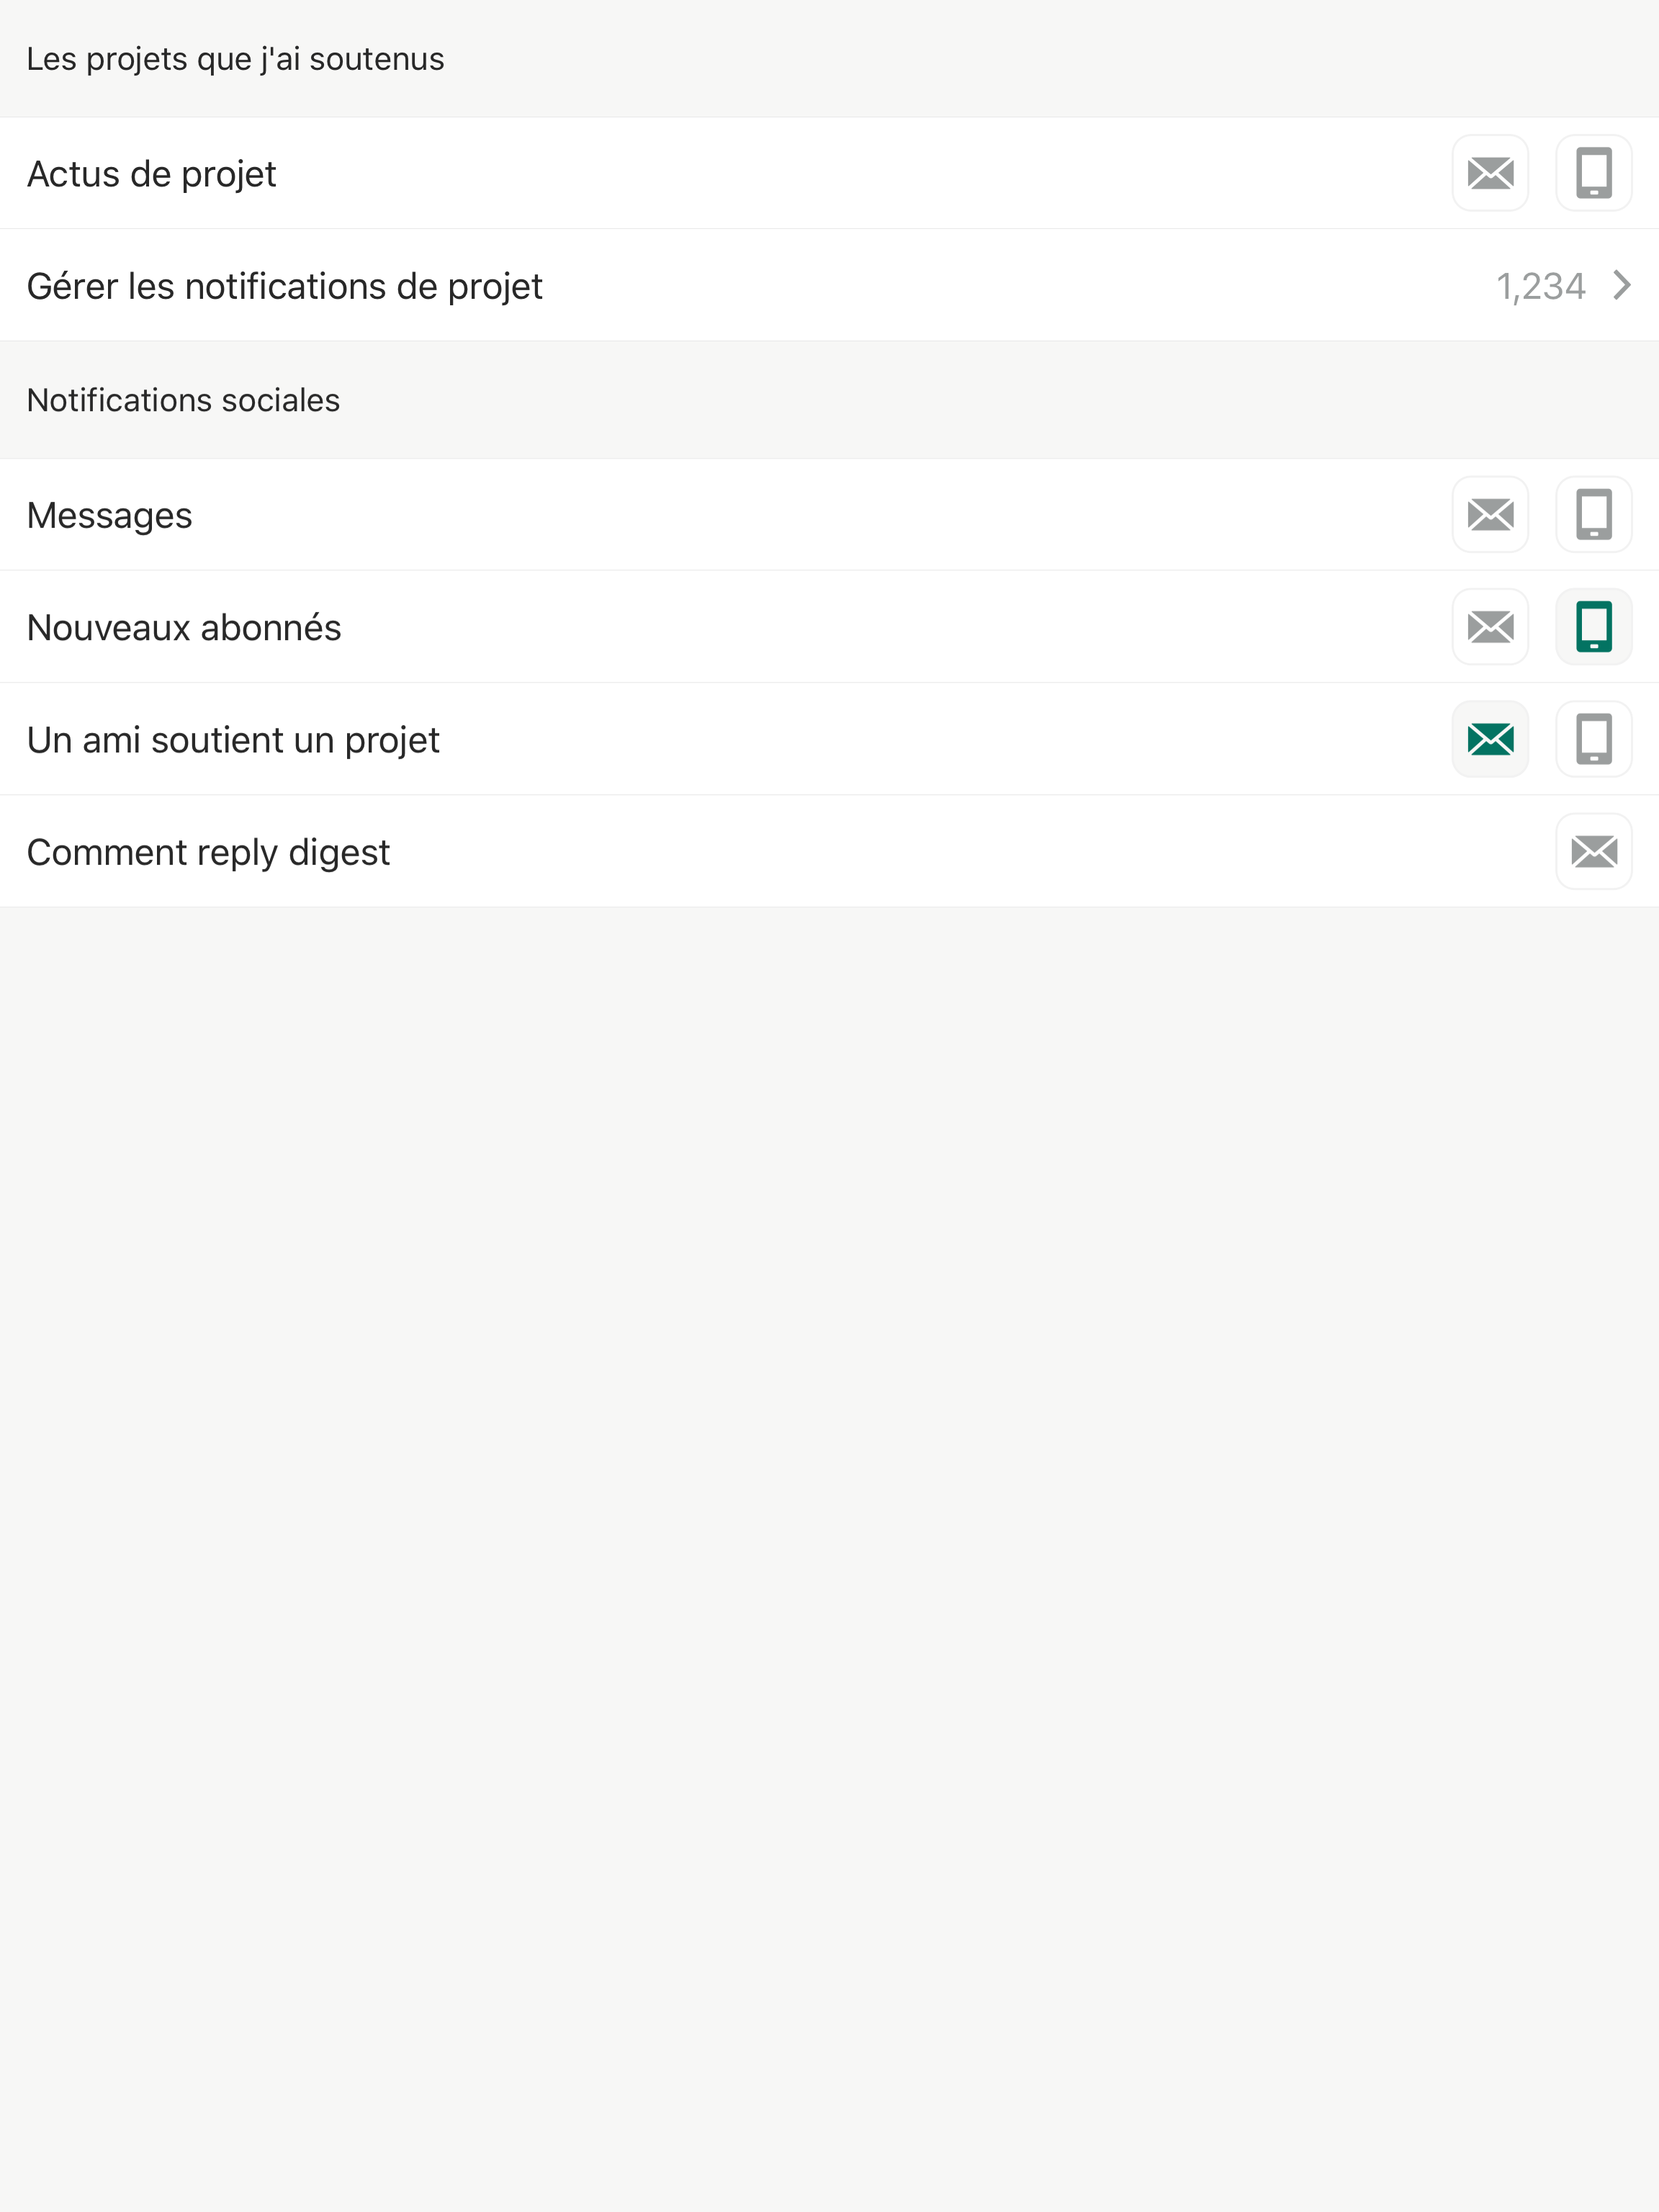 Les projets que j'ai soutenus
Actus de projet
Gérer les notifications de projet 1,234
Notifications sociales
Messages
Nouveaux abonnés
Un ami soutient un projet
Comment reply digest